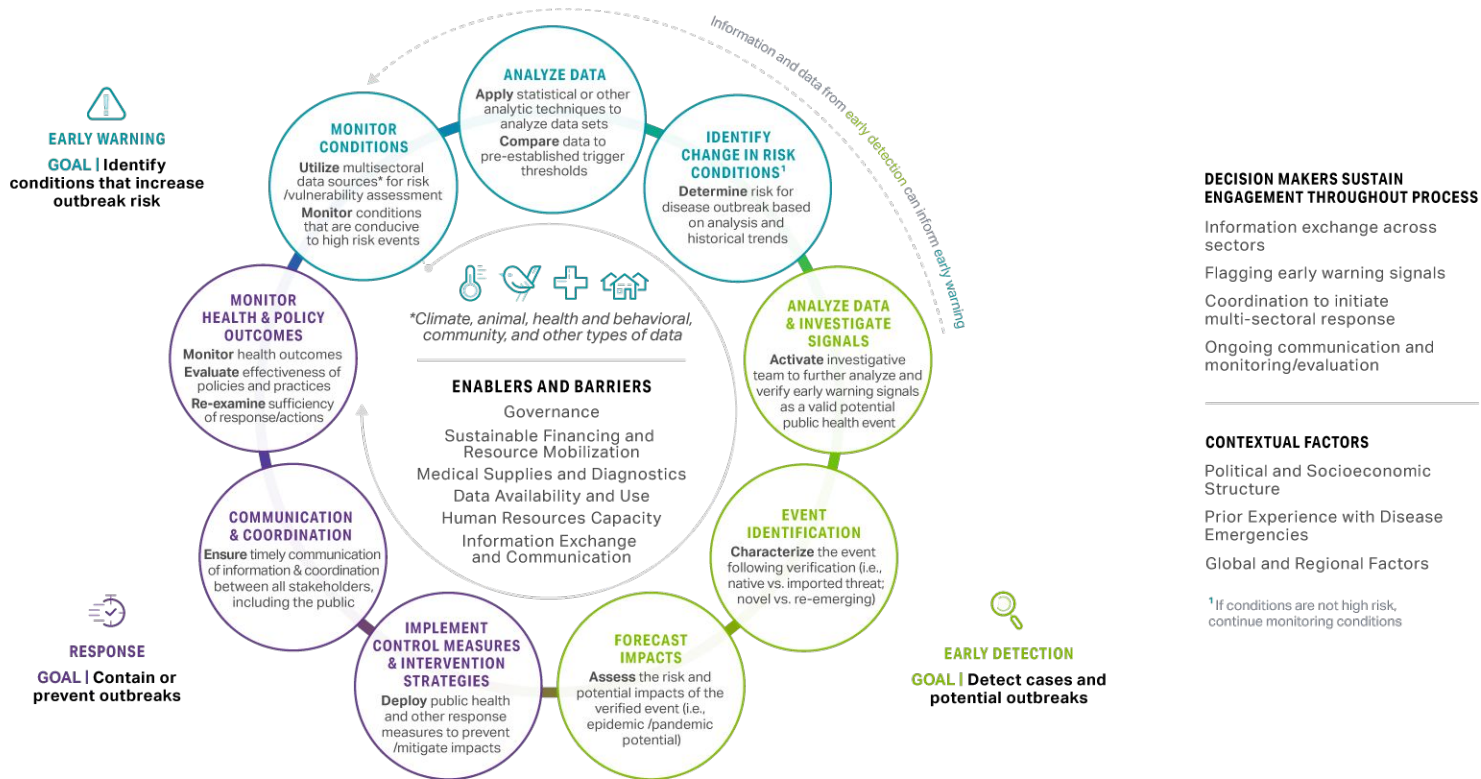 Information and data from early detection can inform early warning
EARLY WARNING
GOAL | Identify
conditions that increase
outbreak risk
MONITOR
CONDITIONS
Utilize multisectoral
data sources* for risk
/vulnerability assessment
Monitor conditions
that are conducive
to high risk events
ANALYZE DATA
Apply statistical or other
analytic techniques to
analyze data sets
Compare data to
pre-established trigger
thresholds
IDENTIFY
CHANGE IN RISK
CONDITIONS¹
Determine risk for
disease outbreak based
on analysis and
historical trends
ANALYZE DATA
& INVESTIGATE
SIGNALS
Activate investigative
team to further analyze and
verify early warning signals
as a valid potential
public health event
EVENT
IDENTIFICATION
Characterize the event
following verification (i.e.,
native vs. imported threat;
novel vs. re-emerging)
FORECAST
IMPACTS
Assess the risk and
potential impacts of the
verified event (i.e.,
epidemic /pandemic
potential)
EARLY DETECTION
GOAL | Detect cases and
potential outbreaks
IMPLEMENT
CONTROL MEASURES
& INTERVENTION
STRATEGIES
Deploy public health
and other response
measures to prevent
/mitigate impacts
COMMUNICATION
& COORDINATION
Ensure timely communication
of information & coordination
between all stakeholders,
including the public
MONITOR
HEALTH & POLICY
OUTCOMES
Monitor health outcomes
Evaluate effectiveness of
policies and practices
Re-examine sufficiency
of response/actions
RESPONSE
GOAL | Contain or
prevent outbreaks
*Climate, animal, health and behavioral,
community, and other types of data
ENABLERS AND BARRIERS
Governance
Sustainable Financing and
Resource Mobilization
Medical Supplies and Diagnostics
Data Availability and Use
Human Resources Capacity
Information Exchange
and Communication
DECISION MAKERS SUSTAIN
ENGAGEMENT THROUGHOUT PROCESS
Information exchange across
sectors
Flagging early warning signals
Coordination to initiate
multi-sectoral response
Ongoing communication and
monitoring/evaluation
CONTEXTUAL FACTORS
Political and Socioeconomic
Structure
Prior Experience with Disease
Emergencies
Global and Regional Factors
¹ If conditions are not high risk,
continue monitoring conditions